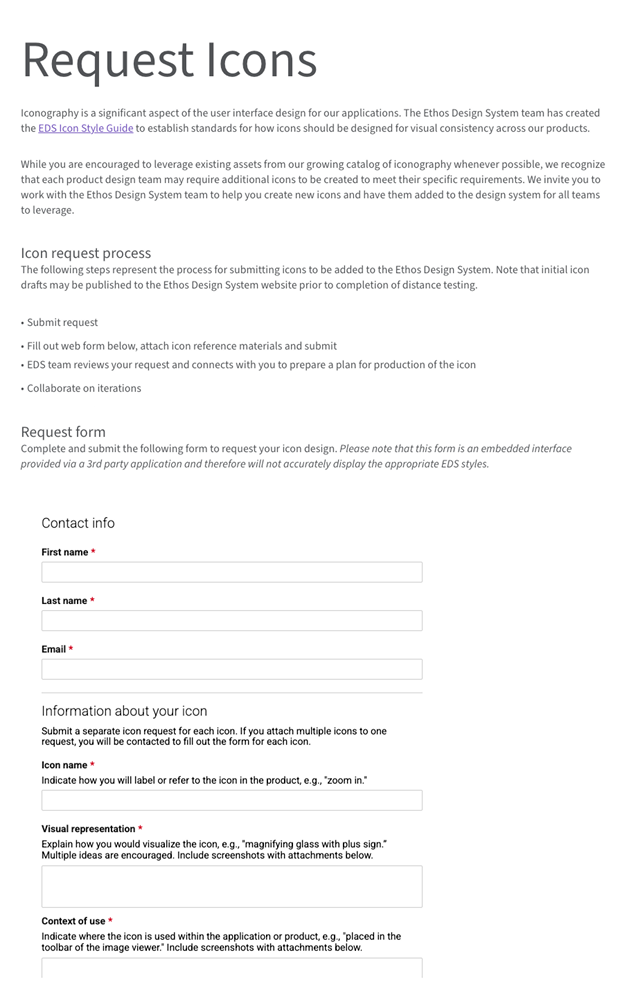 Request Icons
Iconography is a significant aspect of the user interface design for our applications. The Ethos Design System team has created
the EDS Icon Style Guide to establish standards for how icons should be designed for visual consistency across our products.
While you are encouraged to leverage existing assets from our growing catalog of iconography whenever possible, we recognize
that each product design team may require additional icons to be created to meet their specific requirements. We invite you to
work with the Ethos Design System team to help you create new icons and have them added to the design system for all teams
to leverage.
Icon request process
The following steps represent the process for submitting icons to be added to the Ethos Design System. Note that initial icon
drafts may be published to the Ethos Design System website prior to completion of distance testing.
• Submit request
• Fill out web form below, attach icon reference materials and submit
• EDS team reviews your request and connects with you to prepare a plan for production of the icon
• Collaborate on iterations
Request form
Complete and submit the following form to request your icon design. Please note that this form is an embedded interface
provided via a 3rd party application and therefore will not accurately display the appropriate EDS styles.
Contact info
First name *
Last name *
Email *
Information about your icon
Submit a separate icon request for each icon. If you attach multiple icons to one
request, you will be contacted to fill out the form for each icon.
Icon name *
Indicate how you will label or refer to the icon in the product, e.g., "zoom in."
Visual representation *
Explain how you would visualize the icon, e.g., "magnifying glass with plus sign."
Multiple ideas are encouraged. Include screenshots with attachments below.
Context of use *
Indicate where the icon is used within the application or product, e.g., "placed in the
toolbar of the image viewer." Include screenshots with attachments below.